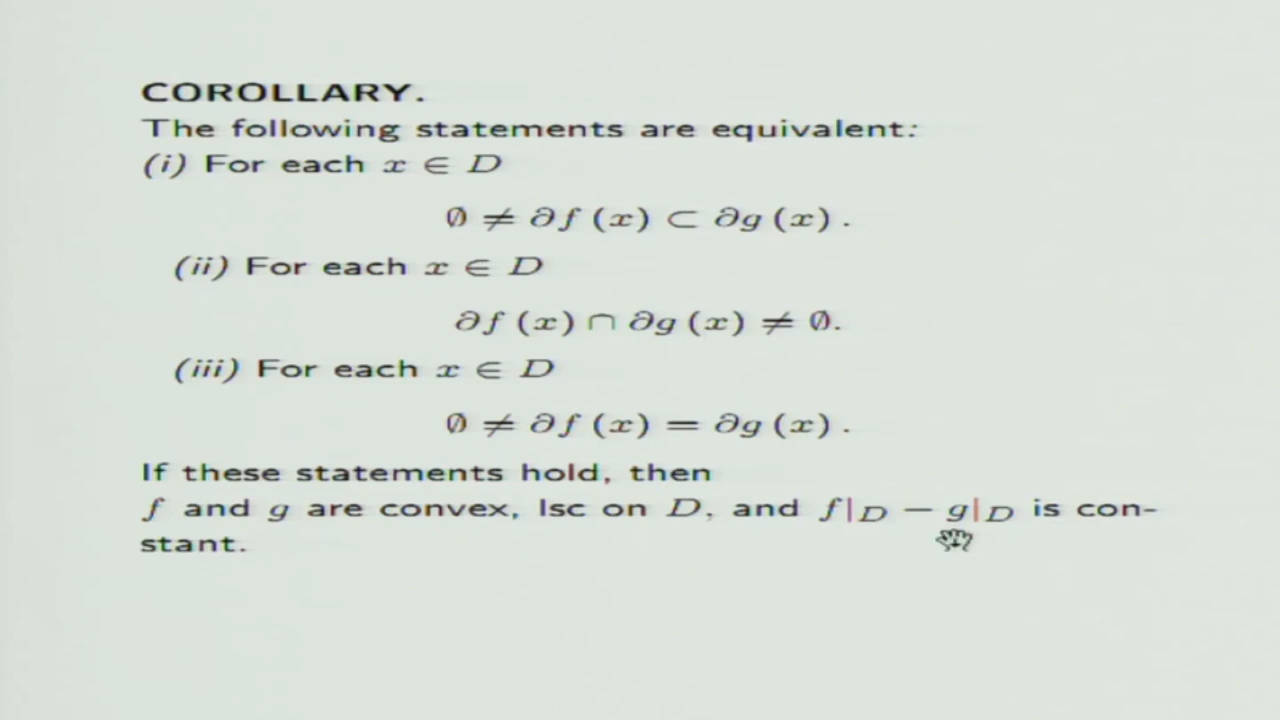 COROLLARY.
The following statements are equivalent:
(i) For each x ∈ D
∅ ≠ ∂f (x) ⊂ ∂g (x) .
(ii) For each x ∈ D
∂f (x) ∩ ∂g (x) ≠ ∅.
(iii) For each x ∈ D
∅ ≠ ∂f (x) = ∂g (x) .
If these statements hold, then
f and g are convex, lsc on D, and f|D − g|D is con-
stant.